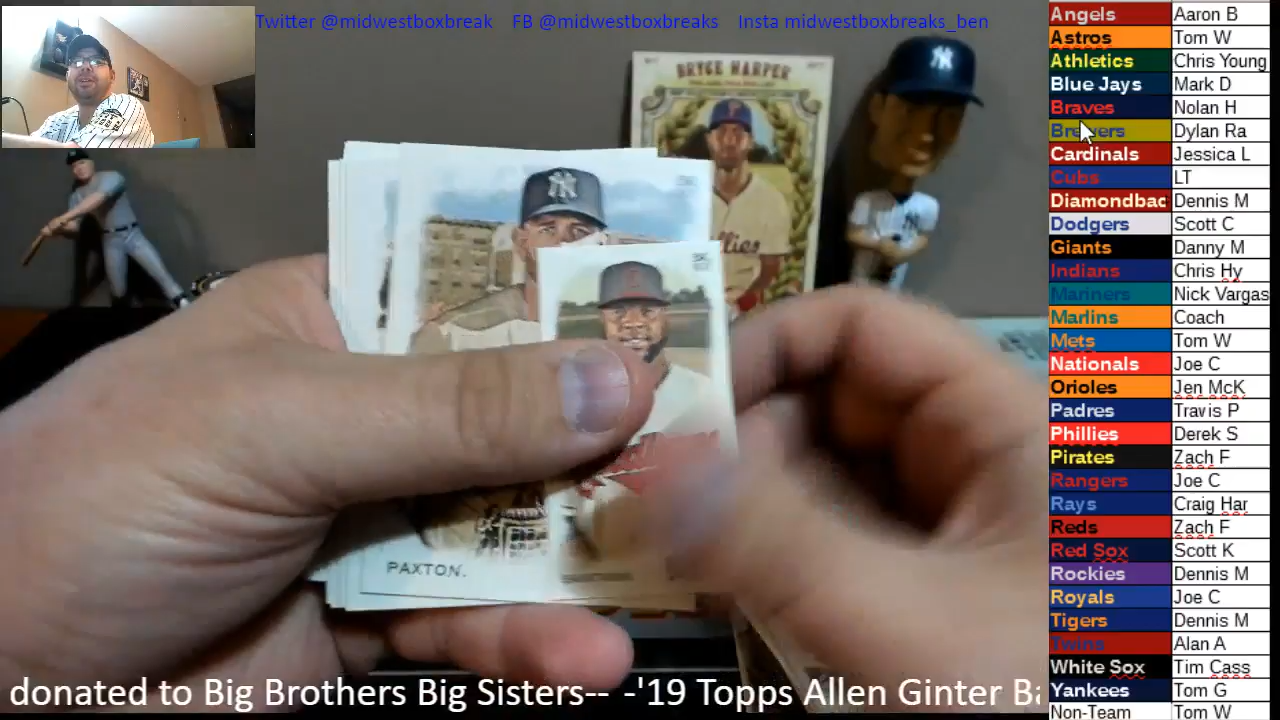 Twitter @midwestboxbreak FB @midwestboxbreaks Insta midwestboxbreaks_ben
BRYCE HARPER
PAXTON.
Angels Aaron B
Astros Tom W
Athletics Chris Young
Blue Jays Mark D
Braves Nolan H
Brewers Dylan Ra
Cardinals Jessica L
Cubs LT
Diamondbac Dennis M
Dodgers Scott C
Giants Danny M
Indians Chris Hy
Mariners Nick Vargas
Marlins Coach
Mets Tom W
Nationals Joe C
Orioles Jen McK
Padres Travis P
Phillies Derek S
Pirates Zach F
Rangers Joe C
Rays Craig Har
Reds Zach F
Red Sox Scott K
Rockies Dennis M
Royals Joe C
Tigers Dennis M
Twins Alan A
White Sox Tim Cass
Yankees Tom G
Non-Team Tom W
donated to Big Brothers Big Sisters-- -'19 Topps Allen Ginter Ba